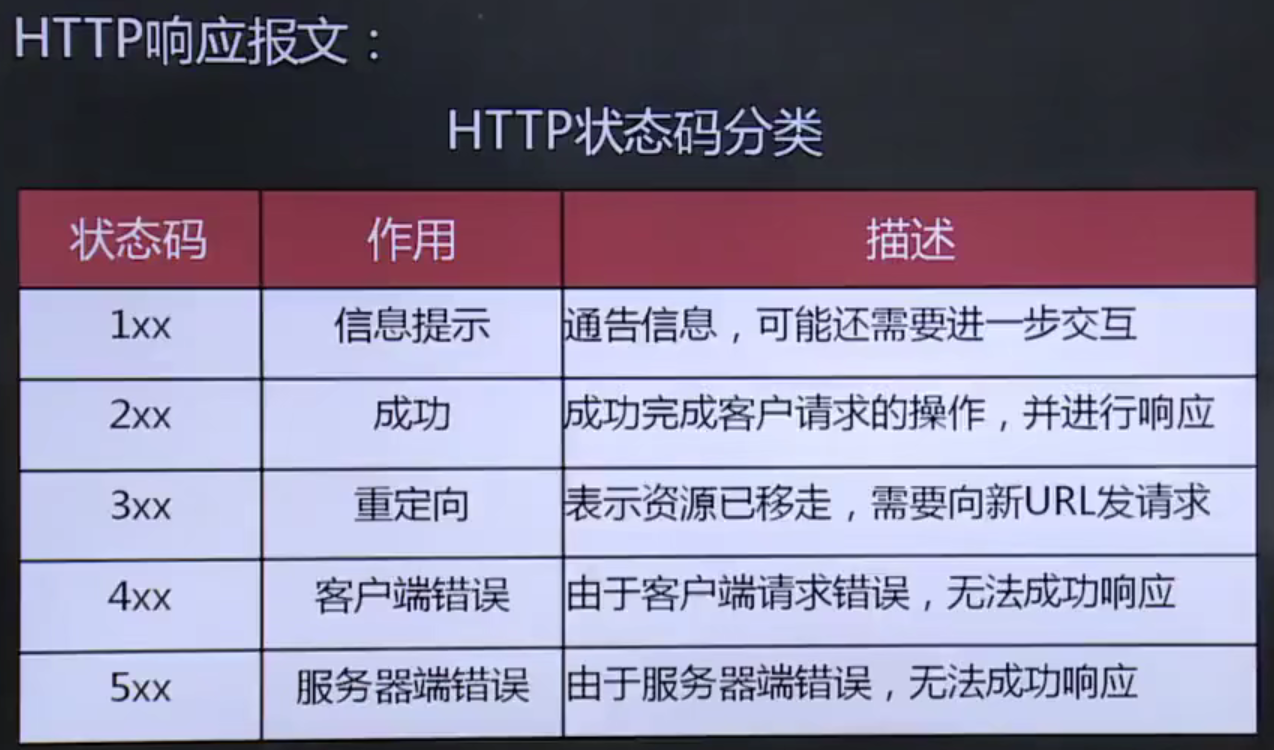 HTTP响应报文：
HTTP状态码分类
状态码 作用 描述
1xx 信息提示 通告信息，可能还需要进一步交互
2xx 成功 成功完成客户请求的操作，并进行响应
3xx 重定向 表示资源已移走，需要向新URL发请求
4xx 客户端错误 由于客户端请求错误，无法成功响应
5xx 服务器端错误 由于服务器端错误，无法成功响应